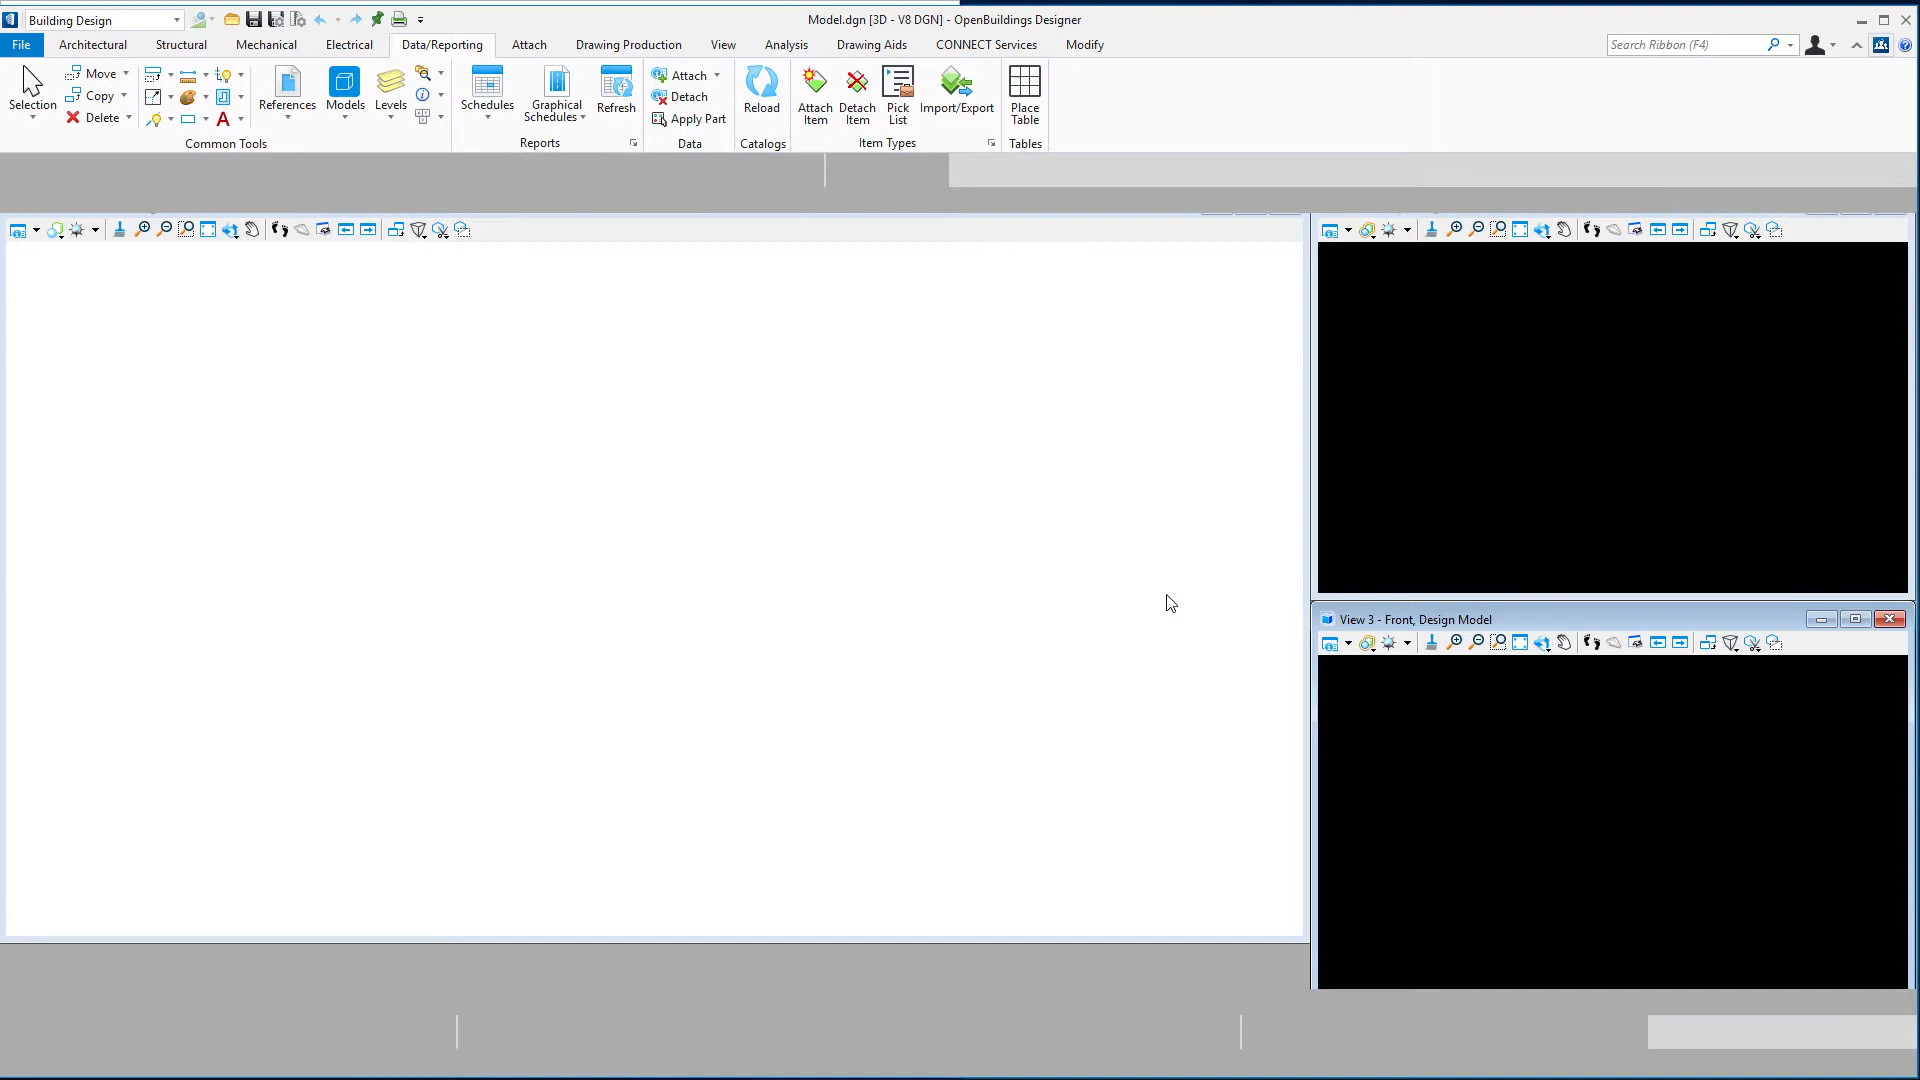 Building Design
Model.dgn [3D - V8 DGN] - OpenBuildings Designer
File
Architectural
Structural
Mechanical
Electrical
Data/Reporting
Attach
Drawing Production
View
Analysis
Drawing Aids
CONNECT Services
Modify
Search Ribbon (F4)
Selection
Move
Copy
Delete
References
Models
Levels
Common Tools
Schedules
Graphical
Schedules
Refresh
Reports
Attach
Detach
Apply Part
Data
Reload
Catalogs
Attach
Item
Detach
Item
Pick
List
Import/Export
Item Types
Place
Table
Tables
View 3 - Front, Design Model